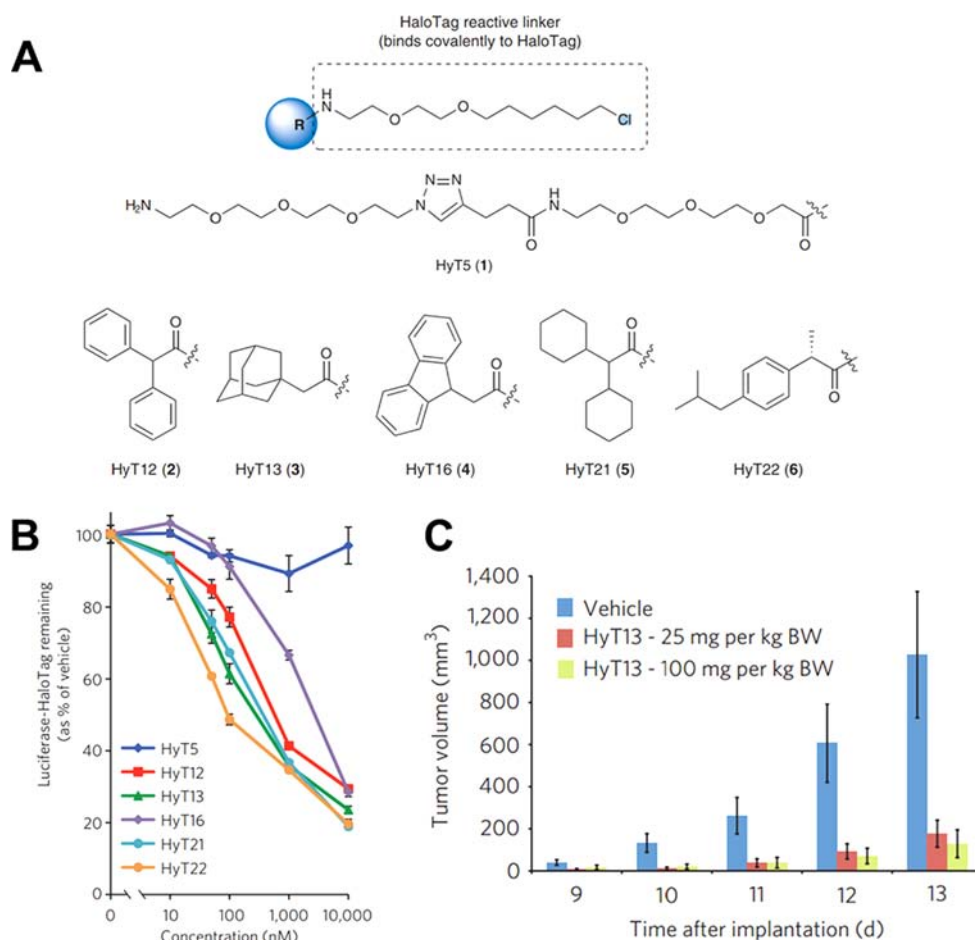 A
HaloTag reactive linker
(binds covalently to HaloTag)
R
H
N
O
O
Cl
H₂N
O
O
O
N
N=N
O
H
N
O
O
O
O
HyT5 (1)
O
O
O
O
O
HyT12 (2)
HyT13 (3)
HyT16 (4)
HyT21 (5)
HyT22 (6)
B
Luciferase-HaloTag remaining
(as % of vehicle)
100
80
60
40
20
0
HyT5
HyT12
HyT13
HyT16
HyT21
HyT22
0
10
100
1,000
10,000
Concentration (nM)
C
Tumor volume (mm³)
1,400
1,200
1,000
800
600
400
200
0
Vehicle
HyT13 - 25 mg per kg BW
HyT13 - 100 mg per kg BW
9
10
11
12
13
Time after implantation (d)